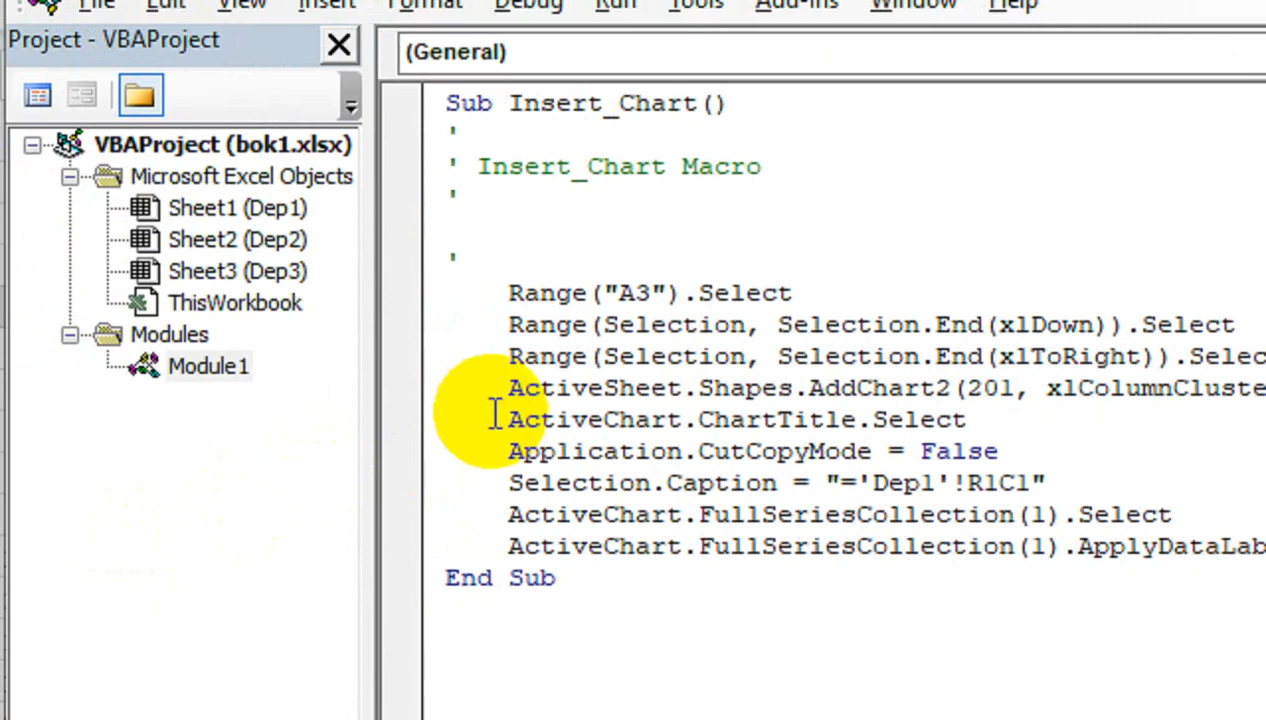 File Edit View Insert Format Debug Run Tools Add-Ins Window Help
Project - VBAProject
(General)
VBAProject (bok1.xlsx)
Microsoft Excel Objects
Sheet1 (Dep1)
Sheet2 (Dep2)
Sheet3 (Dep3)
ThisWorkbook
Modules
Module1
Sub Insert_Chart()
'
' Insert_Chart Macro
'
'
Range("A3").Select
Range(Selection, Selection.End(xlDown)).Select
Range(Selection, Selection.End(xlToRight)).Selec
ActiveSheet.Shapes.AddChart2(201, xlColumnCluste
ActiveChart.ChartTitle.Select
Application.CutCopyMode = False
Selection.Caption = "='Dep1'!R1C1"
ActiveChart.FullSeriesCollection(1).Select
ActiveChart.FullSeriesCollection(1).ApplyDataLab
End Sub